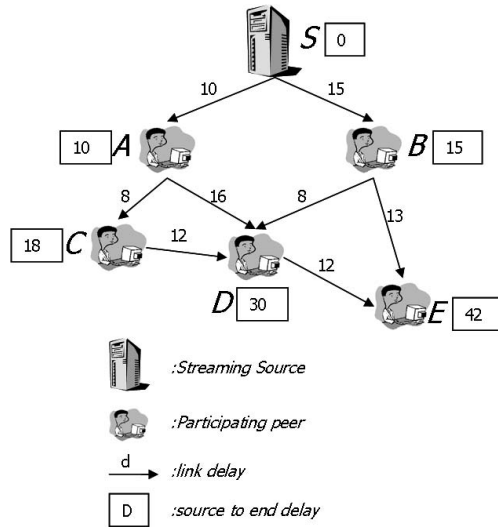 S 0
10 15
10 A B 15
8 16 8 13
18 C 12
12
D 30 E 42
:Streaming Source
:Participating peer
d :link delay
D :source to end delay